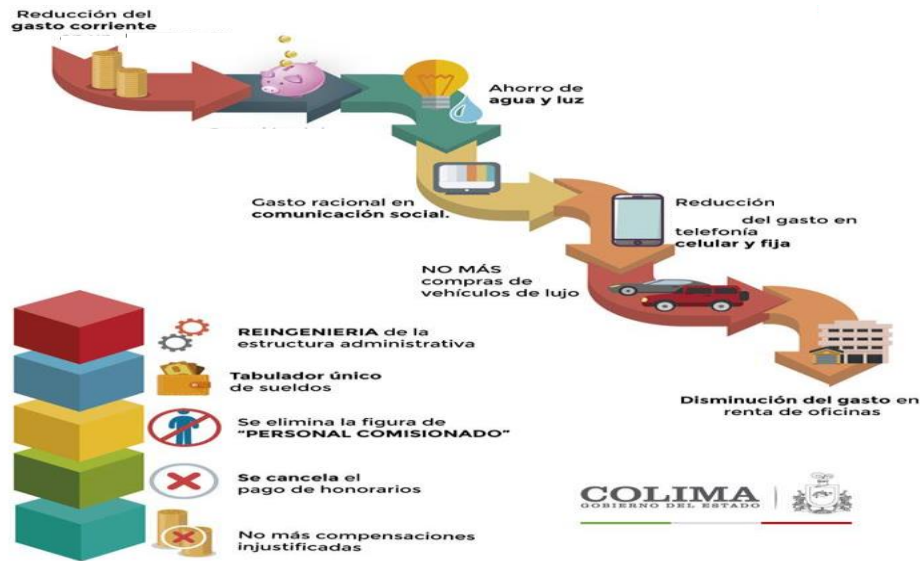 Reducción del
gasto corriente
Ahorro de
agua y luz
Gasto racional en
comunicación social.
Reducción
del gasto en
telefonía
celular y fija
NO MÁS
compras de
vehículos de lujo
Disminución del gasto en
renta de oficinas
REINGENIERIA de la
estructura administrativa
Tabulador único
de sueldos
Se elimina la figura de
“PERSONAL COMISIONADO”
Se cancela el
pago de honorarios
No más compensaciones
injustificadas
COLIMA
GOBIERNO DEL ESTADO